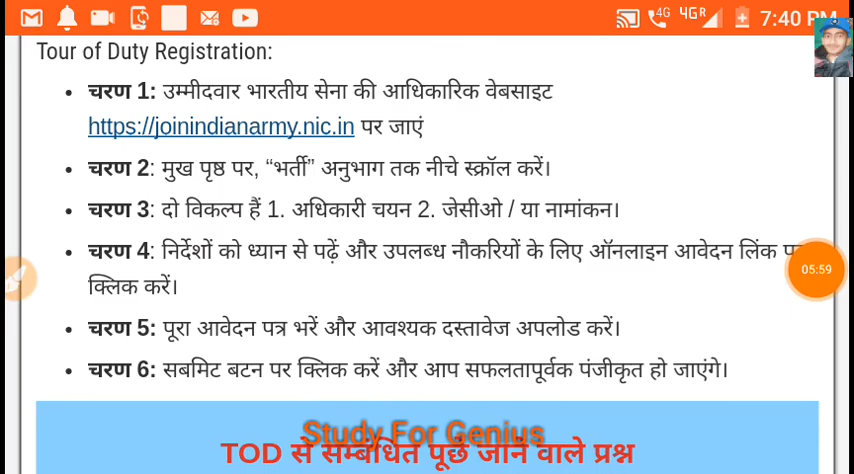 4G 4GR 7:40 PM
Tour of Duty Registration:
चरण 1: उम्मीदवार भारतीय सेना की आधिकारिक वेबसाइट
https://joinindianarmy.nic.in पर जाएं
चरण 2: मुख पृष्ठ पर, “भर्ती” अनुभाग तक नीचे स्क्रॉल करें।
चरण 3: दो विकल्प हैं 1. अधिकारी चयन 2. जेसीओ / या नामांकन।
चरण 4: निर्देशों को ध्यान से पढ़ें और उपलब्ध नौकरियों के लिए ऑनलाइन आवेदन लिंक
05:59
क्लिक करें।
चरण 5: पूरा आवेदन पत्र भरें और आवश्यक दस्तावेज अपलोड करें।
चरण 6: सबमिट बटन पर क्लिक करें और आप सफलतापूर्वक पंजीकृत हो जाएंगे।
Study For Genius
TOD से सम्बंधित पूछे जाने वाले प्रश्न